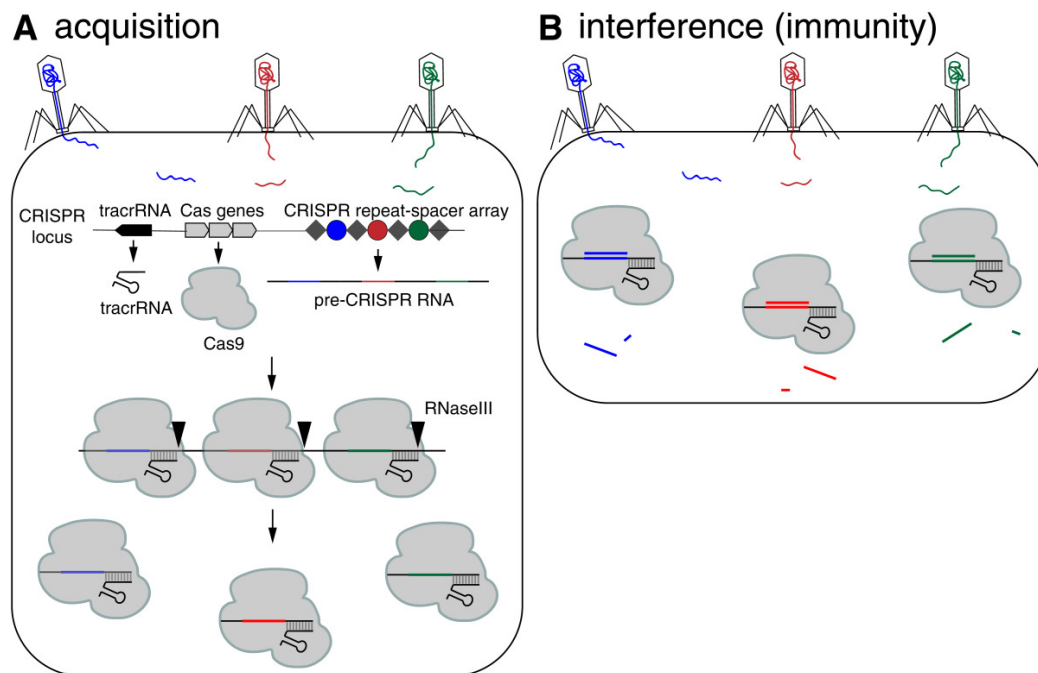 A acquisition
B interference (immunity)
CRISPR
locus
tracrRNA
Cas genes
CRISPR repeat-spacer array
tracrRNA
Cas9
pre-CRISPR RNA
RNaseIII